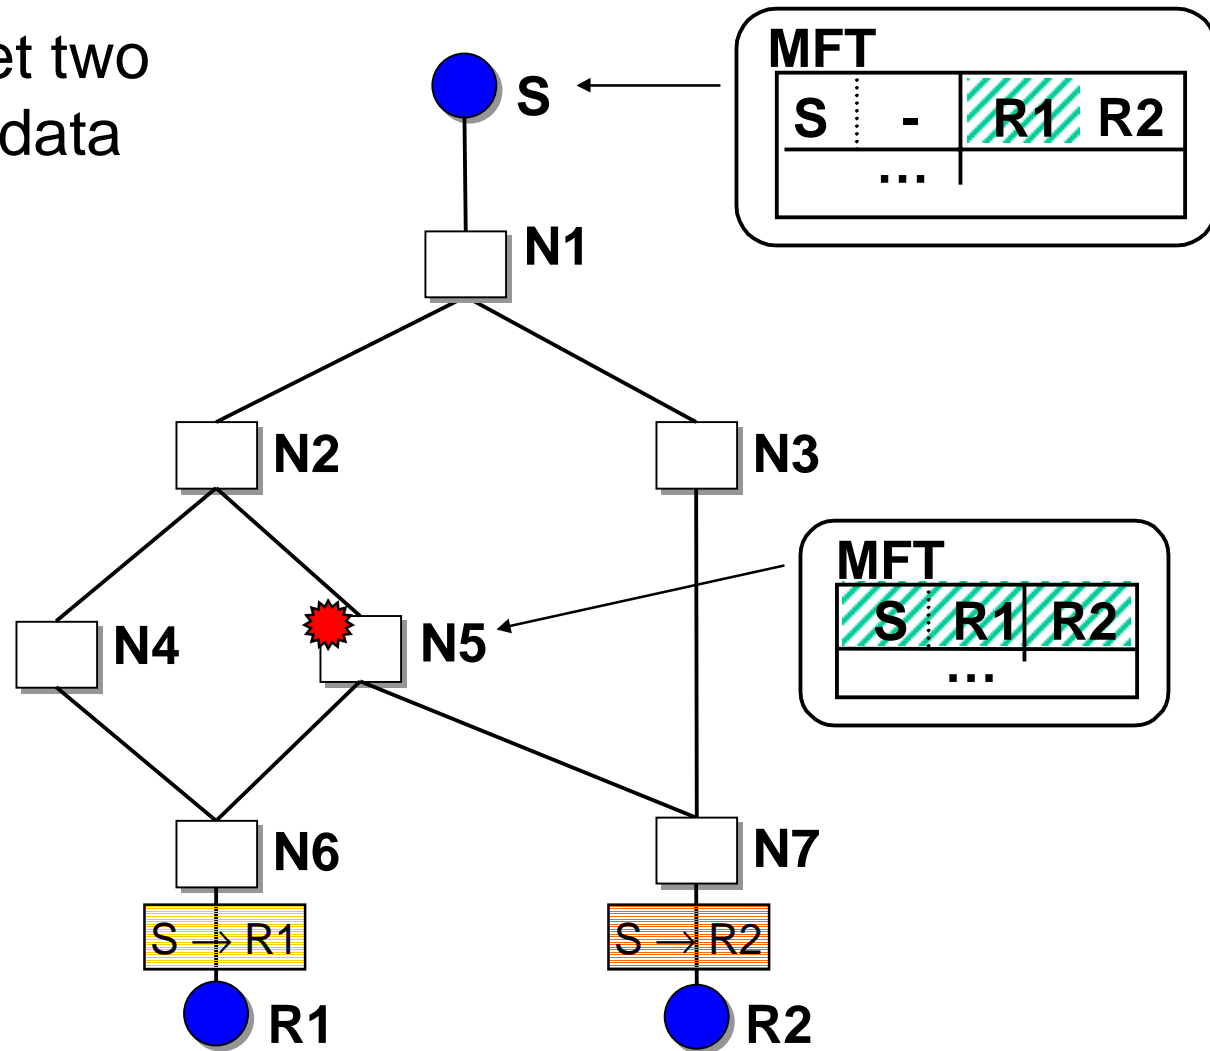 et two
data
S
MFT
S - R1 R2
...
N1
N2
N3
MFT
S R1 R2
...
N4
N5
N6
N7
S → R1
S → R2
R1
R2